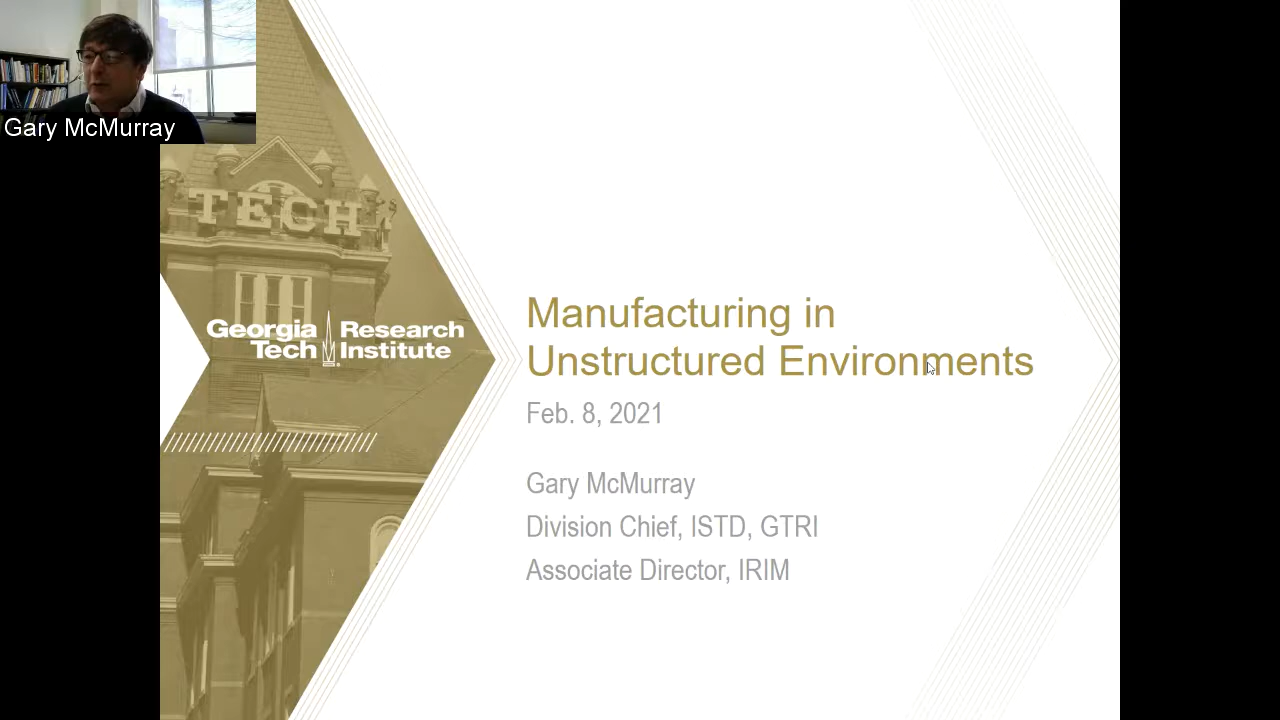 Gary McMurray
TECH
Georgia Tech
Research Institute
Manufacturing in
Unstructured Environments
Feb. 8, 2021
Gary McMurray
Division Chief, ISTD, GTRI
Associate Director, IRIM